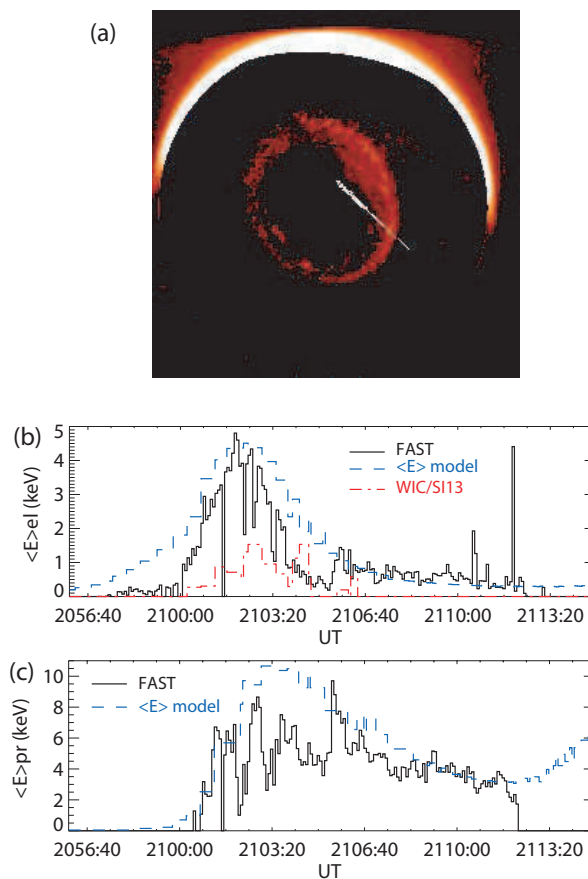 (a)
(b)
5
4
3
2
1
0
<E>el (keV)
FAST
<E> model
WIC/SI13
2056:40 2100:00 2103:20 2106:40 2110:00 2113:20
UT
(c)
10
8
6
4
2
0
<E>pr (keV)
FAST
<E> model
2056:40 2100:00 2103:20 2106:40 2110:00 2113:20
UT